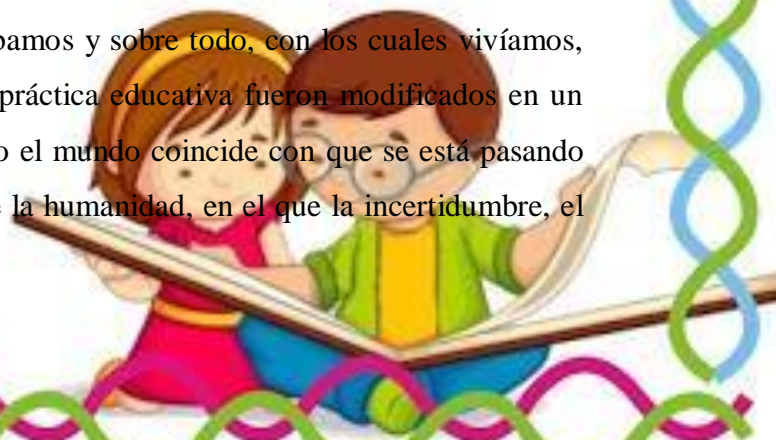 bamos y sobre todo, con los cuales vivíamos,
práctica educativa fueron modificados en un
o el mundo coincide con que se está pasando
la humanidad, en el que la incertidumbre, el